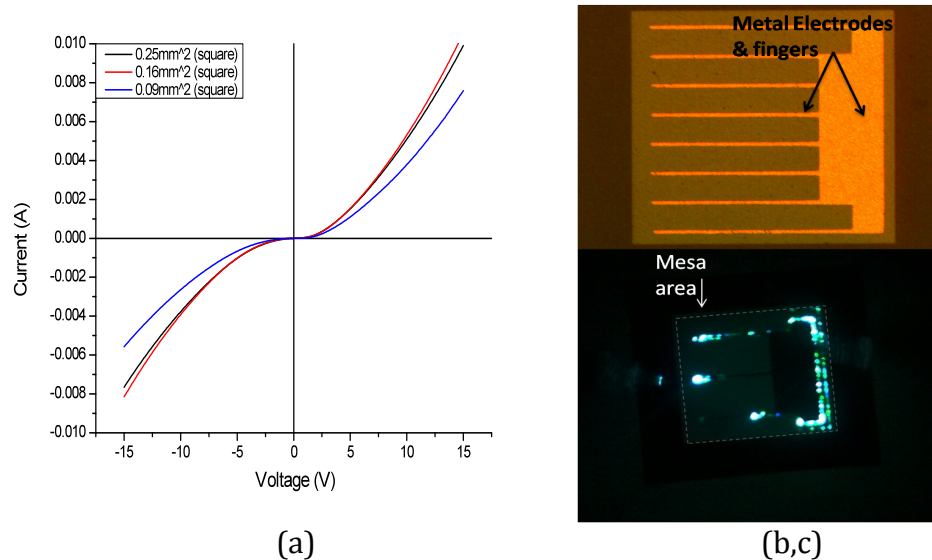 0.010
0.008
0.006
0.004
0.002
0.000
-0.002
-0.004
-0.006
-0.008
-0.010
Current (A)
0.25mm^2 (square)
0.16mm^2 (square)
0.09mm^2 (square)
-15
-10
-5
0
5
10
15
Voltage (V)
(a)
Metal Electrodes
& fingers
Mesa
area
(b,c)